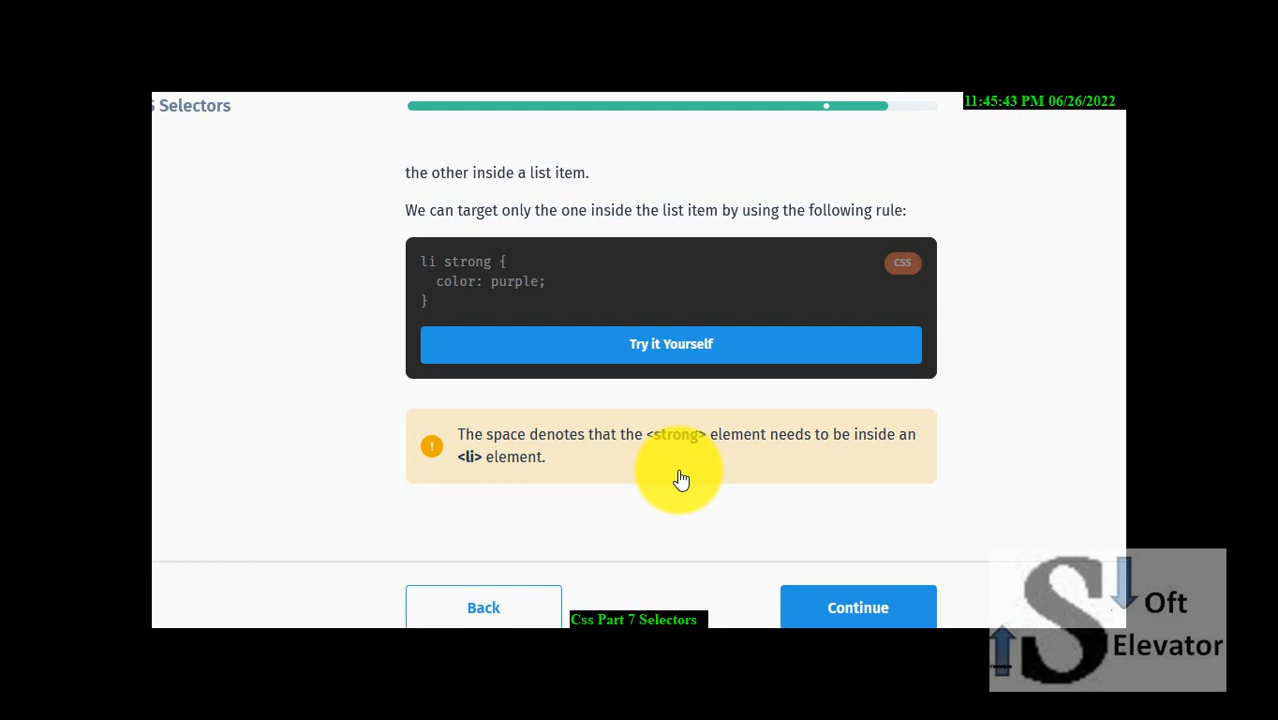 Selectors
11:45:43 PM 06/26/2022
the other inside a list item.
We can target only the one inside the list item by using the following rule:
li strong {
CSS
color: purple;
}
Try it Yourself
!
The space denotes that the <strong> element needs to be inside an
<li> element.
Back
Continue
Css Part 7 Selectors
S Oft
Elevator